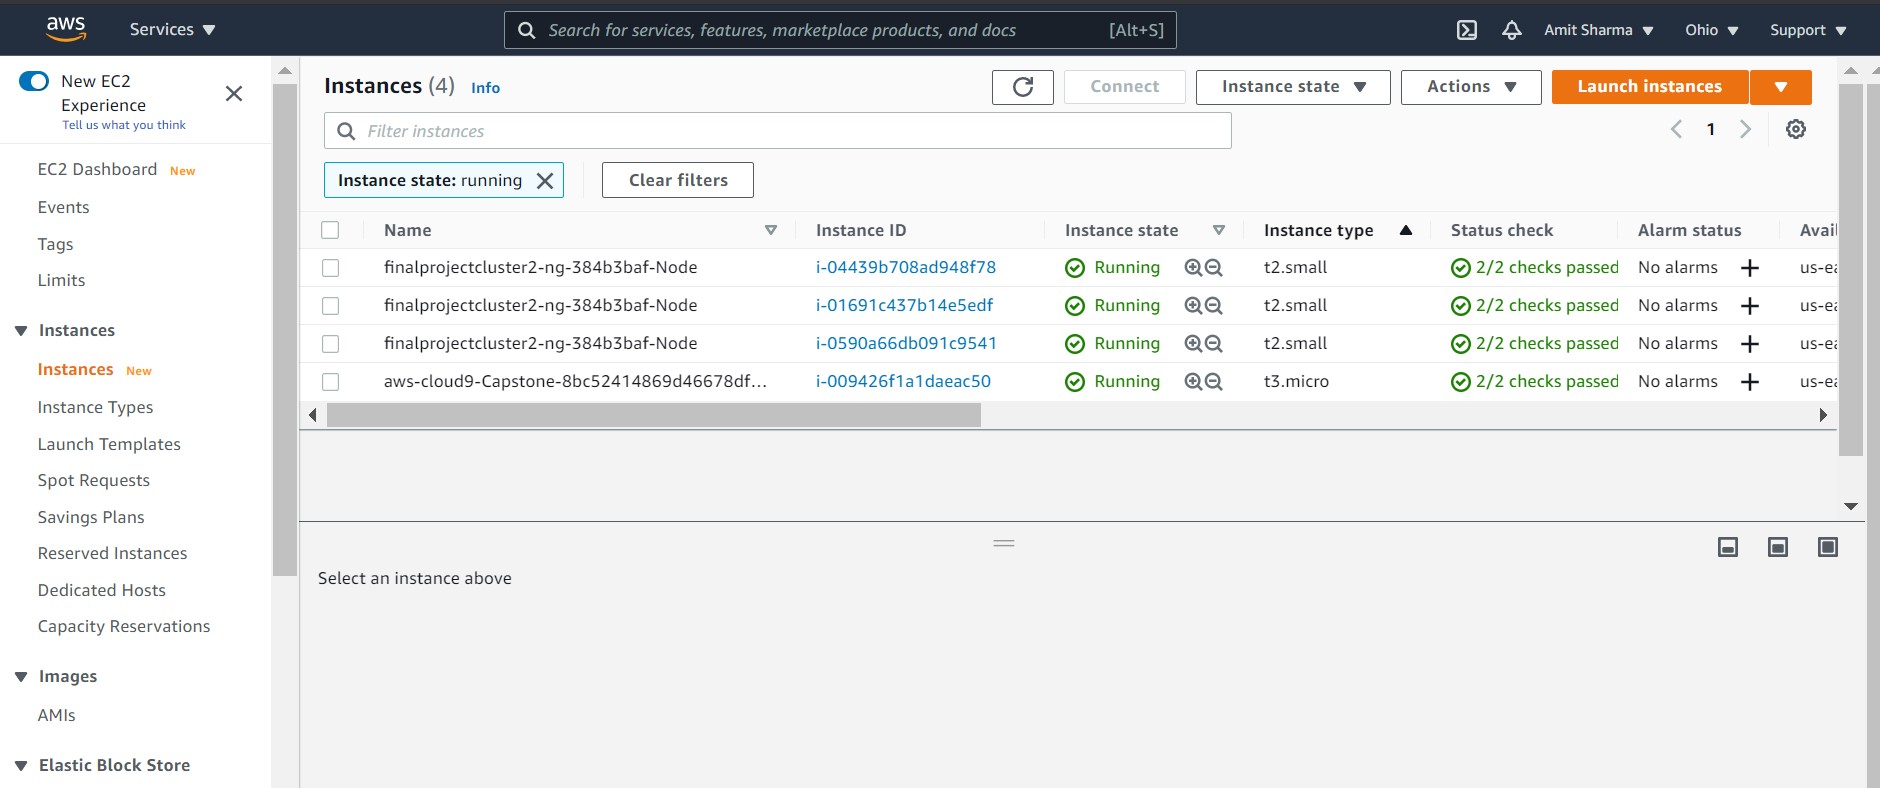 aws
Services
Search for services, features, marketplace products, and docs [Alt+S]
Amit Sharma
Ohio
Support
New EC2
Experience
Tell us what you think
EC2 Dashboard New
Events
Tags
Limits
Instances
Instances New
Instance Types
Launch Templates
Spot Requests
Savings Plans
Reserved Instances
Dedicated Hosts
Capacity Reservations
Images
AMIs
Elastic Block Store
Instances (4) Info
Connect
Instance state
Actions
Launch instances
Filter instances
1
Instance state: running
Clear filters
Name Instance ID Instance state Instance type Status check Alarm status Avail
finalprojectcluster2-ng-384b3baf-Node i-04439b708ad948f78 Running t2.small 2/2 checks passed No alarms us-ea
finalprojectcluster2-ng-384b3baf-Node i-01691c437b14e5edf Running t2.small 2/2 checks passed No alarms us-ea
finalprojectcluster2-ng-384b3baf-Node i-0590a66db091c9541 Running t2.small 2/2 checks passed No alarms us-ea
aws-cloud9-Capstone-8bc52414869d46678df... i-009426f1a1daeac50 Running t3.micro 2/2 checks passed No alarms us-ea
Select an instance above